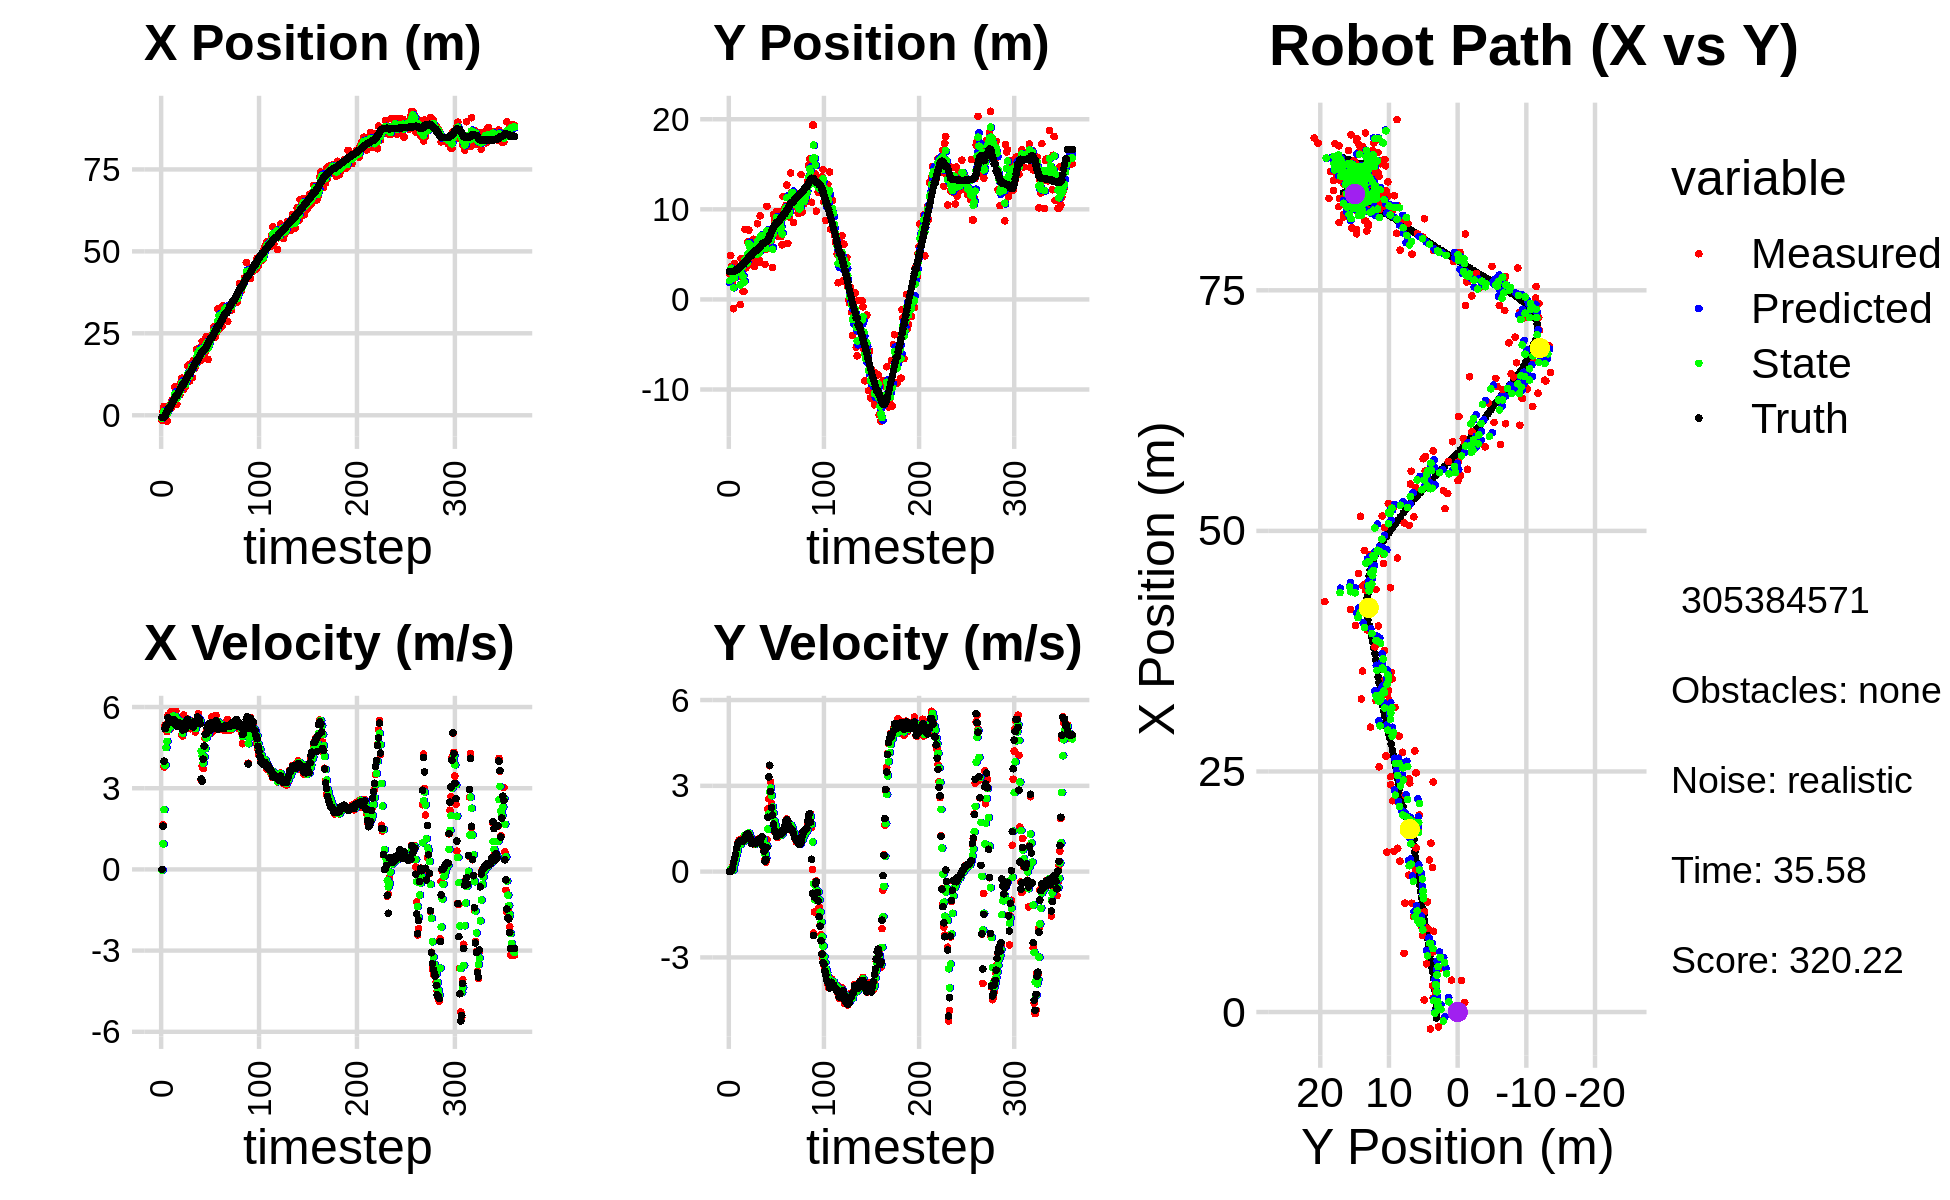 X Position (m)
75
50
25
0
0
100
200
300
timestep
Y Position (m)
20
10
0
-10
0
100
200
300
timestep
X Velocity (m/s)
6
3
0
-3
-6
0
100
200
300
timestep
Y Velocity (m/s)
6
3
0
-3
0
100
200
300
timestep
Robot Path (X vs Y)
X Position (m)
75
50
25
0
20 10 0 -10 -20
Y Position (m)
variable
Measured
Predicted
State
Truth
305384571
Obstacles: none
Noise: realistic
Time: 35.58
Score: 320.22